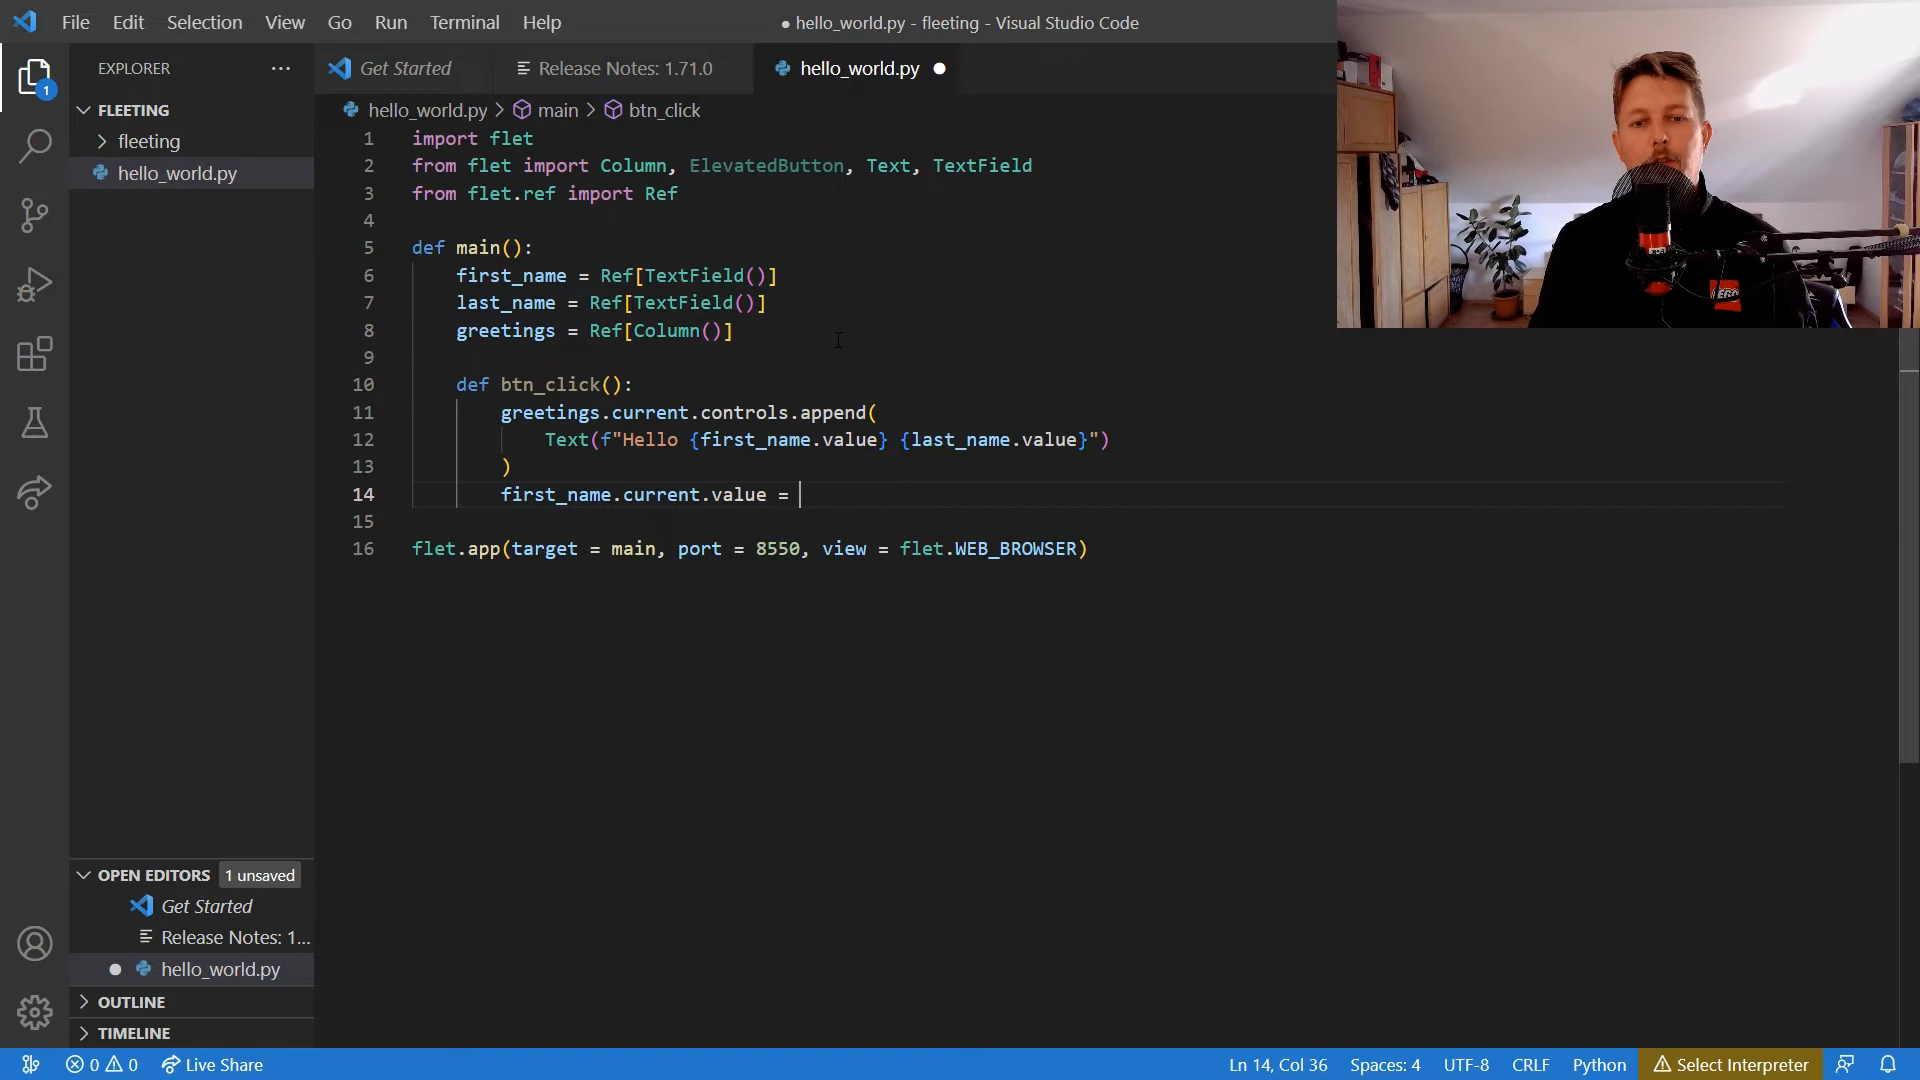 File Edit Selection View Go Run Terminal Help
● hello_world.py - fleeting - Visual Studio Code
EXPLORER ···
Get Started
Release Notes: 1.71.0
hello_world.py ●
1
FLEETING
fleeting
hello_world.py
hello_world.py > main > btn_click
1 import flet
2 from flet import Column, ElevatedButton, Text, TextField
3 from flet.ref import Ref
4
5 def main():
6 first_name = Ref[TextField()]
7 last_name = Ref[TextField()]
8 greetings = Ref[Column()]
9
10 def btn_click():
11 greetings.current.controls.append(
12 Text(f"Hello {first_name.value} {last_name.value}")
13 )
14 first_name.current.value =
15
16 flet.app(target = main, port = 8550, view = flet.WEB_BROWSER)
LEGO
OPEN EDITORS 1 unsaved
Get Started
Release Notes: 1...
● hello_world.py
OUTLINE
TIMELINE
0 0 Live Share
Ln 14, Col 36 Spaces: 4 UTF-8 CRLF Python Select Interpreter